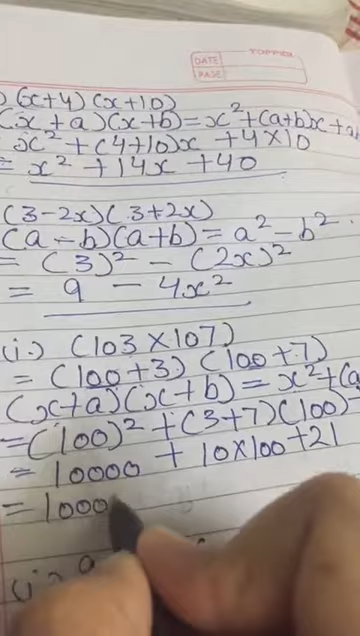 TOPPER
DATE
PAGE
(x+4) (x+10)
(x+a)(x+b) = x²+(a+b)x+a
x²+(4+10)x+4×10
= x²+14x+40
(3-2x)(3+2x)
(a-b)(a+b) = a²-b²
= (3)²-(2x)²
= 9 - 4x²
(i.) (103×107)
= (100+3) (100+7)
(x+a)(x+b) = x²+(a
=(100)²+(3+7)(100)
= 10000 + 10×100+21
= 1000